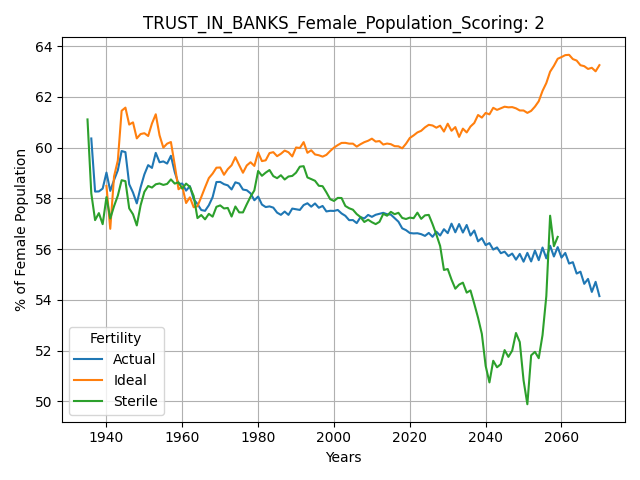 TRUST_IN_BANKS_Female_Population_Scoring: 2
% of Female Population
64
62
60
58
56
54
52
50
Fertility
Actual
Ideal
Sterile
1940 1960 1980 2000 2020 2040 2060
Years